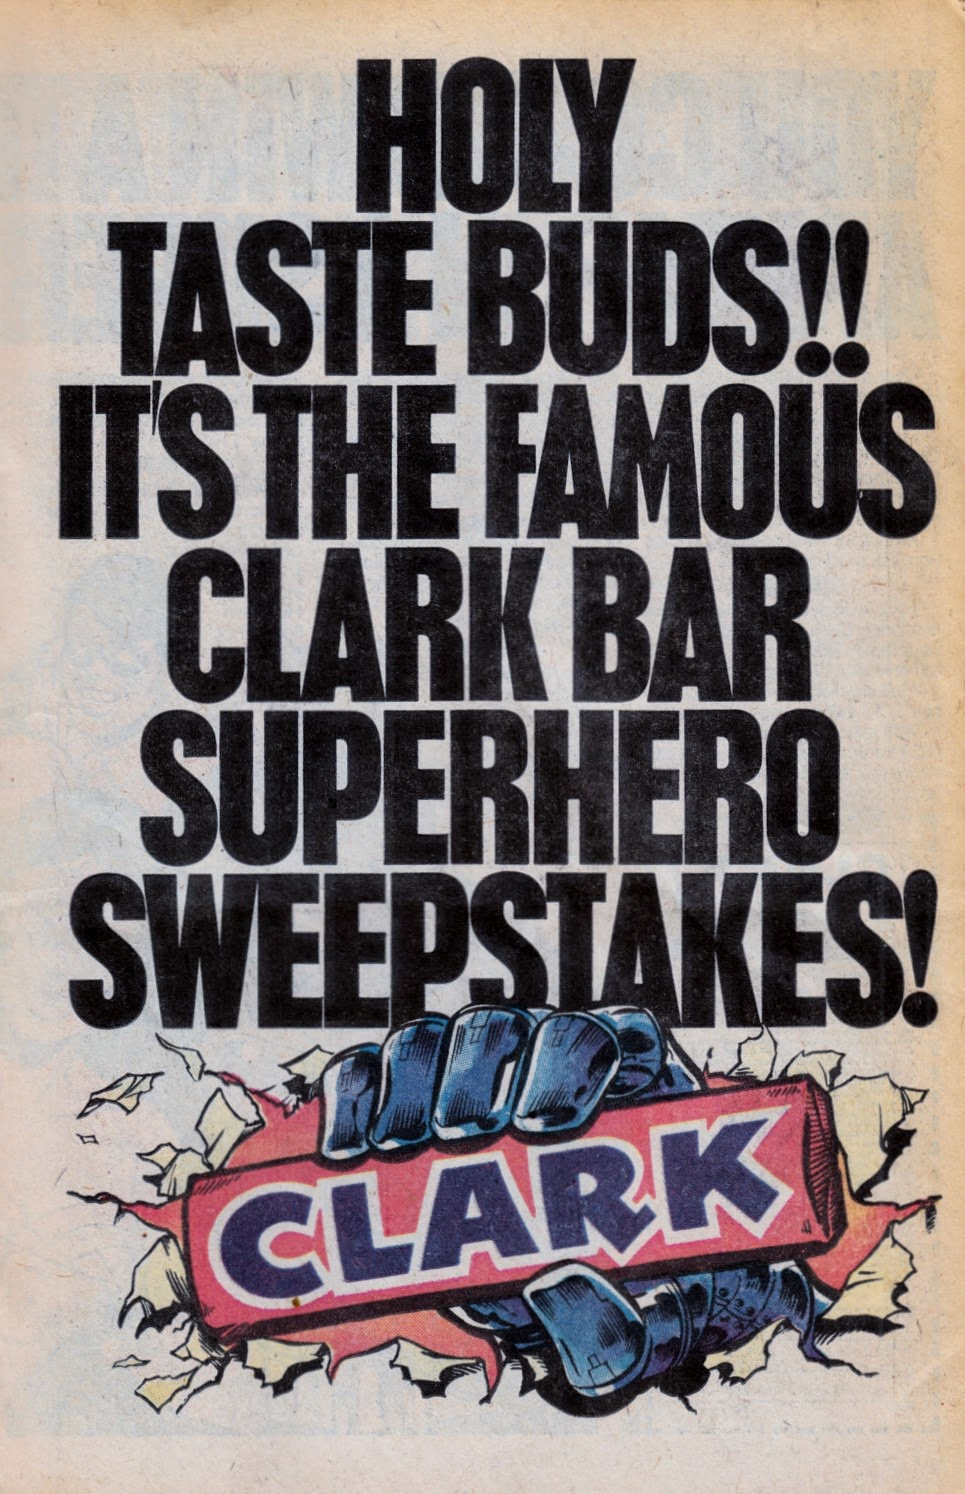 HOLY
TASTE BUDS!!
IT'S THE FAMOUS
CLARK BAR
SUPERHERO
SWEEPSTAKES!
CLARK